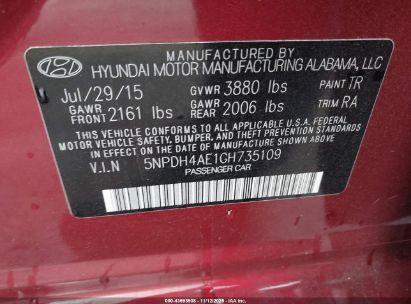 MANUFACTURED BY
HYUNDAI MOTOR MANUFACTURING ALABAMA, LLC
Jul/29/15 GVWR 3880 lbs PAINT TR
GAWR FRONT 2161 lbs GAWR REAR 2006 lbs TRIM RA
THIS VEHICLE CONFORMS TO ALL APPLICABLE U.S.A. FEDERAL
MOTOR VEHICLE SAFETY, BUMPER, AND THEFT PREVENTION
STANDARDS IN EFFECT ON THE DATE OF MANUFACTURE SHOWN ABOVE.
V.I.N 5NPDH4AE1GH735109
PASSENGER CAR